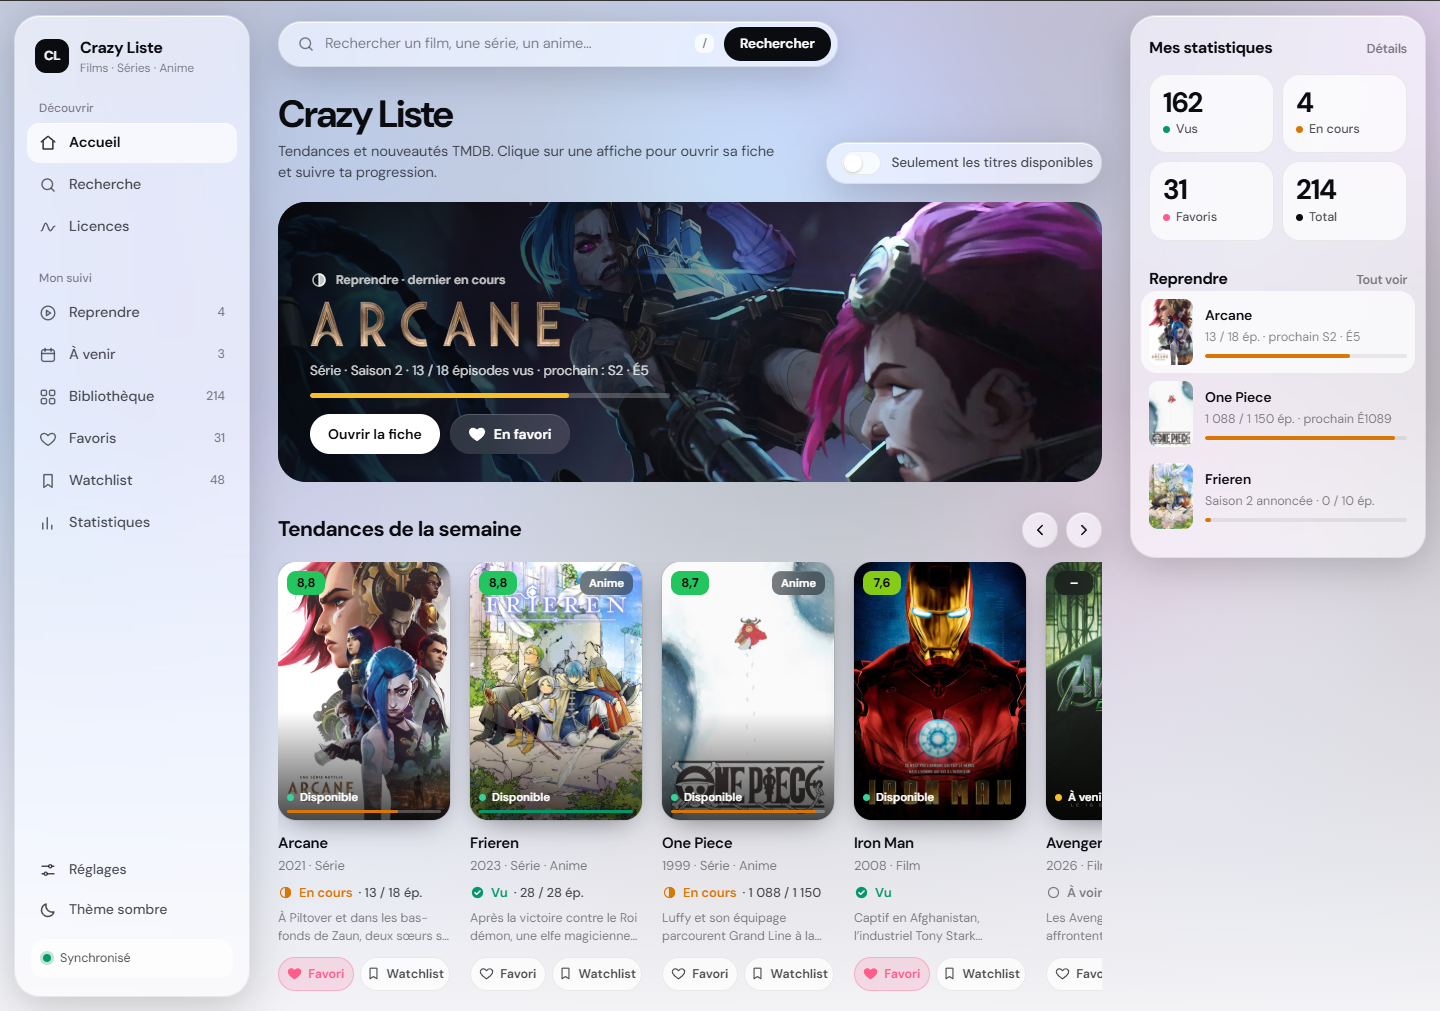 CL
Crazy Liste
Films · Séries · Anime
Découvrir
Accueil
Recherche
Licences
Mon suivi
Reprendre 4
À venir 3
Bibliothèque 214
Favoris 31
Watchlist 48
Statistiques
Réglages
Thème sombre
Synchronisé
Rechercher un film, une série, un anime... / Rechercher
Crazy Liste
Tendances et nouveautés TMDB. Clique sur une affiche pour ouvrir sa fiche
et suivre ta progression.
Seulement les titres disponibles
Reprendre · dernier en cours
ARCANE
Série · Saison 2 · 13 / 18 épisodes vus · prochain : S2 · É5
Ouvrir la fiche
En favori
Tendances de la semaine
8,8
UNE SÉRIE NETFLIX
ARCANE
Disponible
Arcane
2021 · Série
En cours · 13 / 18 ép.
À Piltover et dans les bas-
fonds de Zaun, deux sœurs s…
Favori
Watchlist
8,8
Anime
FRIEREN
Disponible
Frieren
2023 · Série · Anime
Vu · 28 / 28 ép.
Après la victoire contre le Roi
démon, une elfe magicienne…
Favori
Watchlist
8,7
Anime
ONE PIECE
Disponible
One Piece
1999 · Série · Anime
En cours · 1 088 / 1 150
Luffy et son équipage
parcourent Grand Line à la…
Favori
Watchlist
7,6
IRON MAN
Disponible
Iron Man
2008 · Film
Vu
Captif en Afghanistan,
l'industriel Tony Stark…
Favori
Watchlist
–
À veni
Avenger
2026 · Film
À voir
Les Aveng
affrontent
Favo
Mes statistiques
Détails
162
Vus
4
En cours
31
Favoris
214
Total
Reprendre
Tout voir
Arcane
13 / 18 ép. · prochain S2 · É5
One Piece
1 088 / 1 150 ép. · prochain É1089
Frieren
Saison 2 annoncée · 0 / 10 ép.